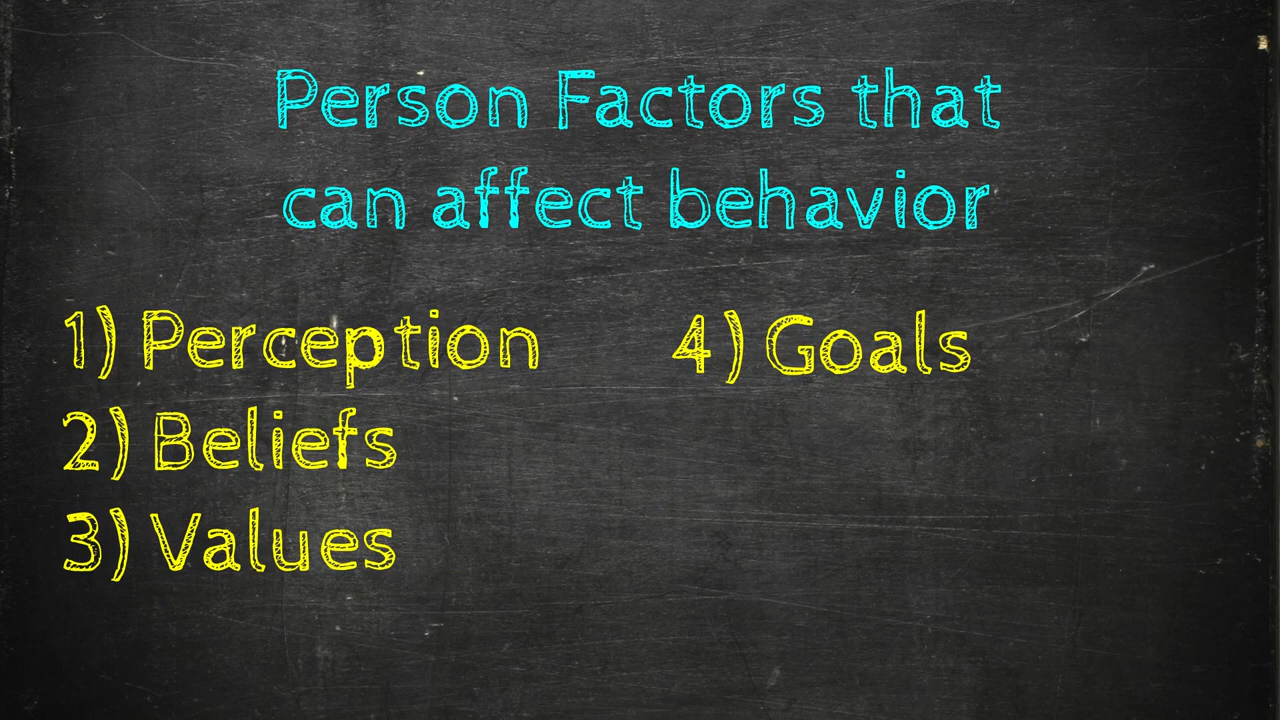 Person Factors that
can affect behavior
1) Perception
2) Beliefs
3) Values
4) Goals